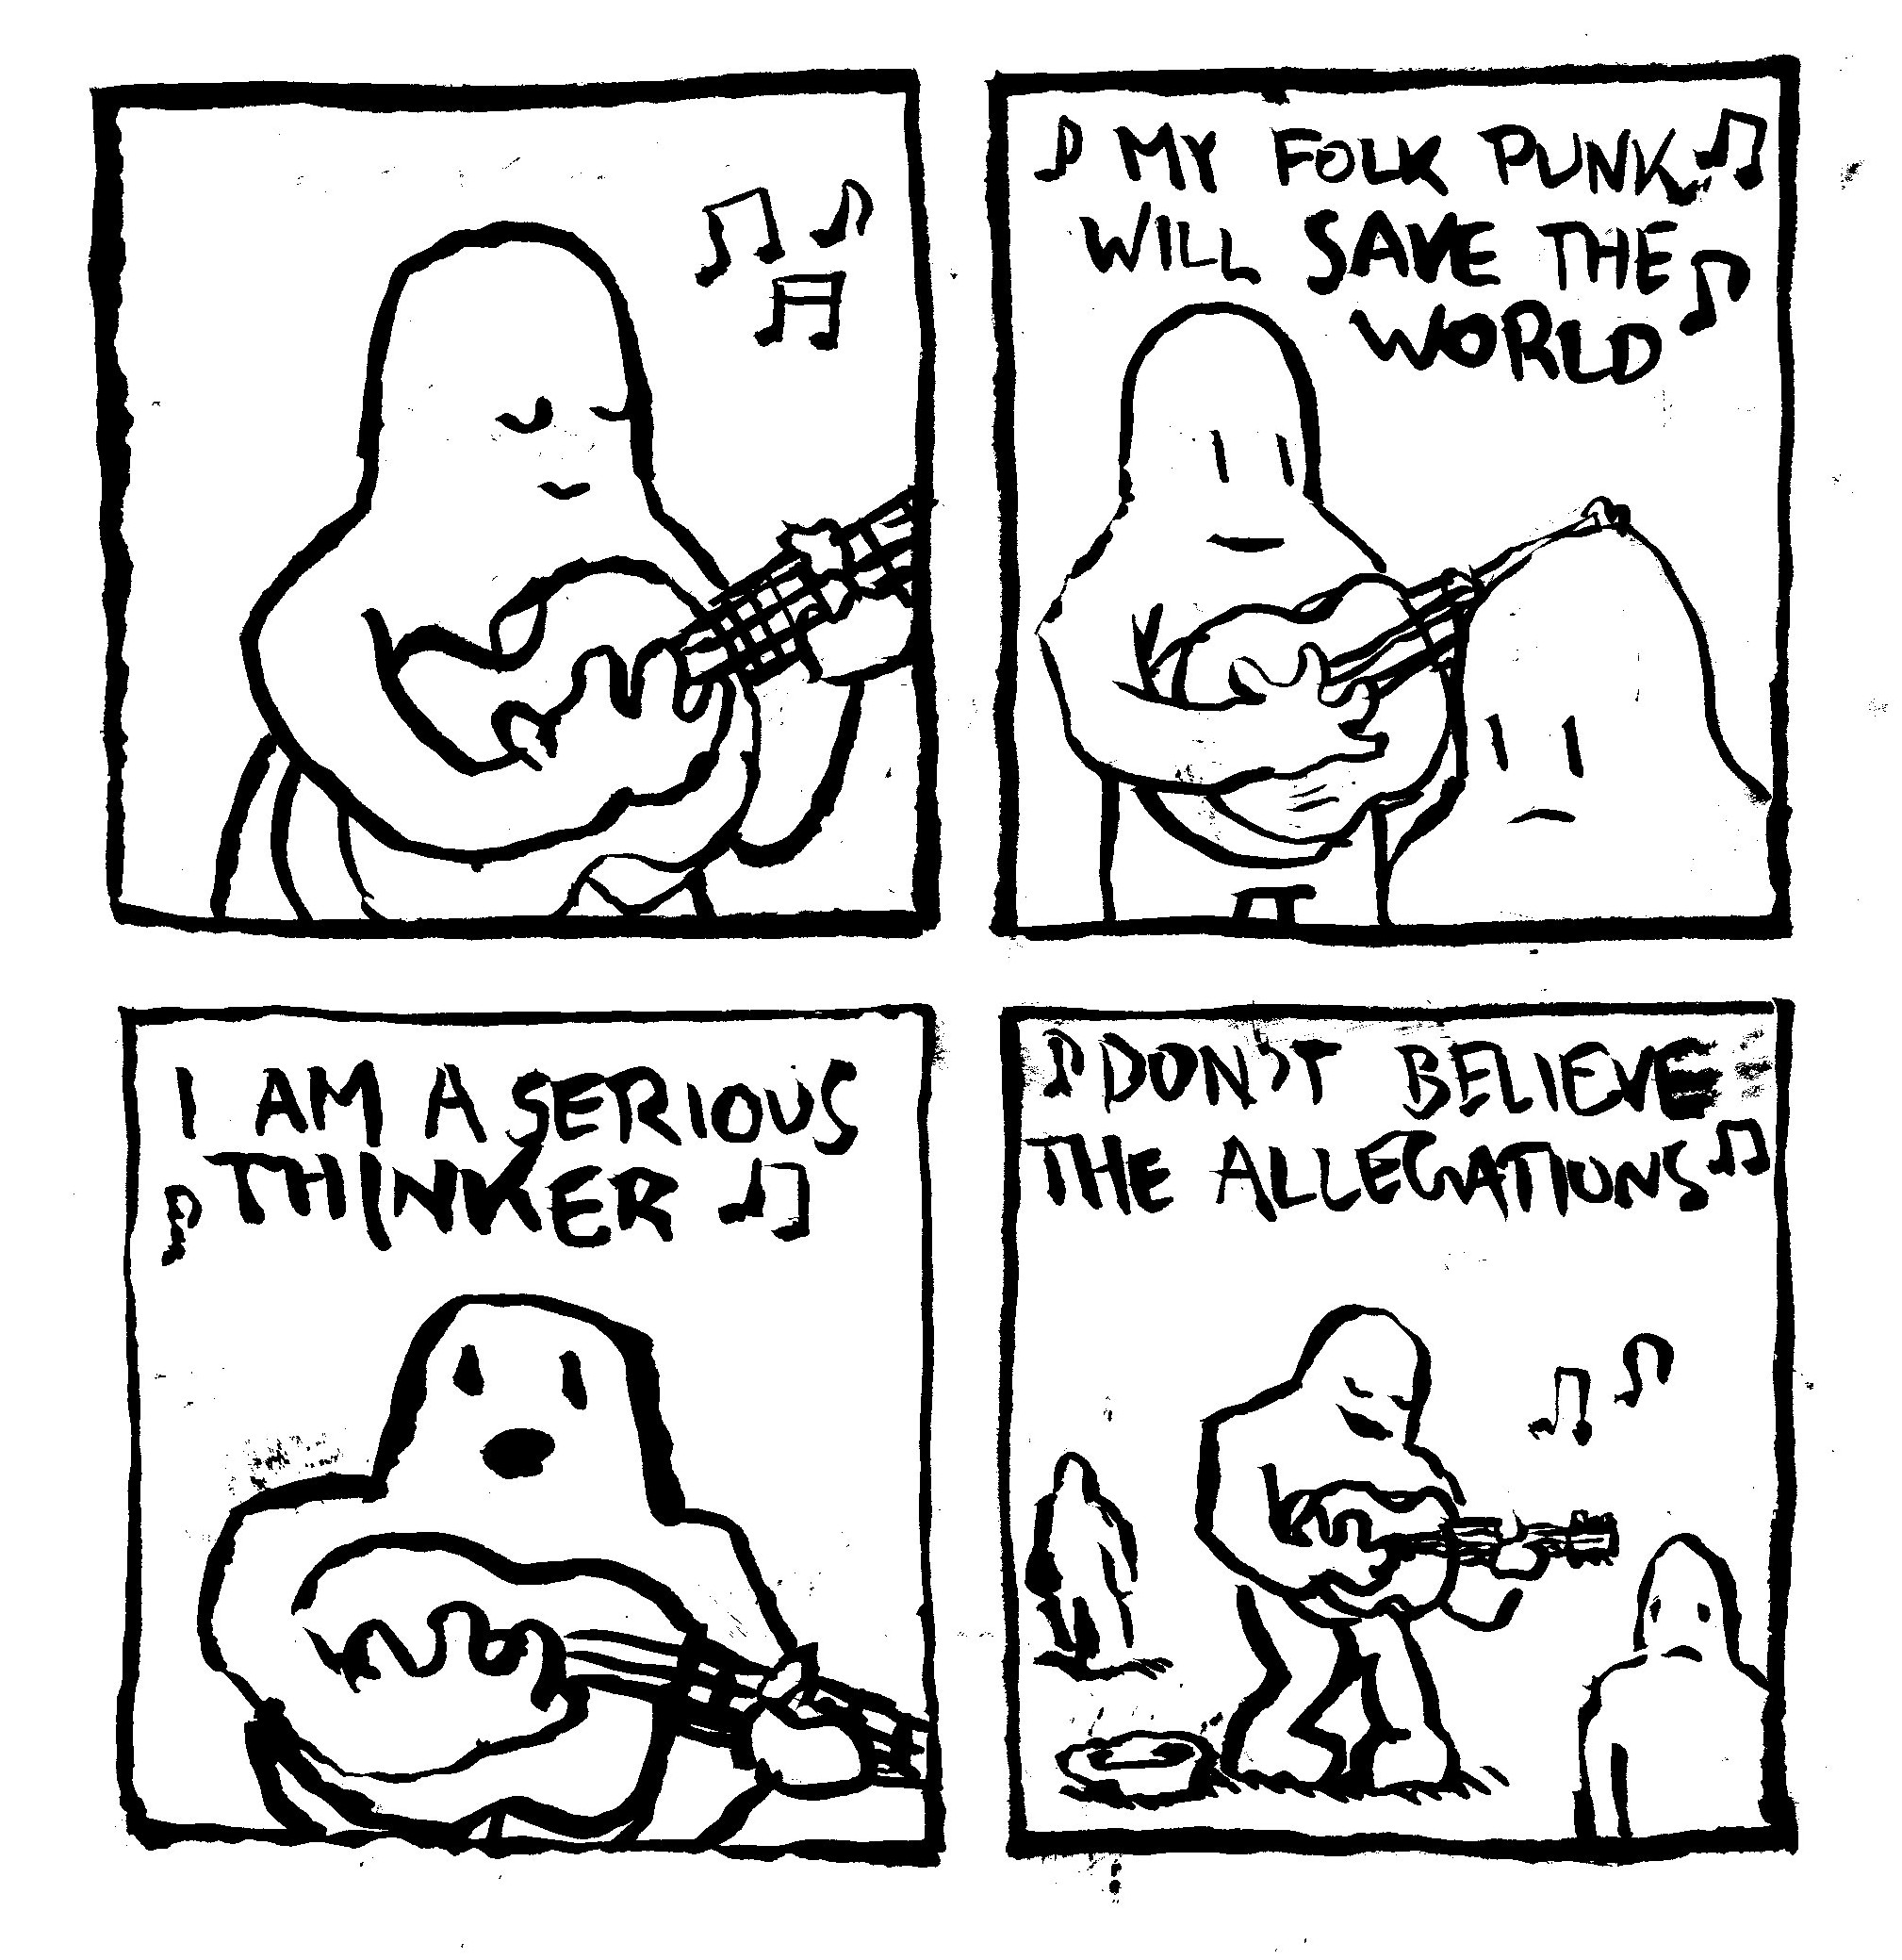 MY FOLK PUNK
WILL SAVE THE
WORLD
I AM A SERIOUS
THINKER
DON'T BELIEVE
THE ALLEGATIONS